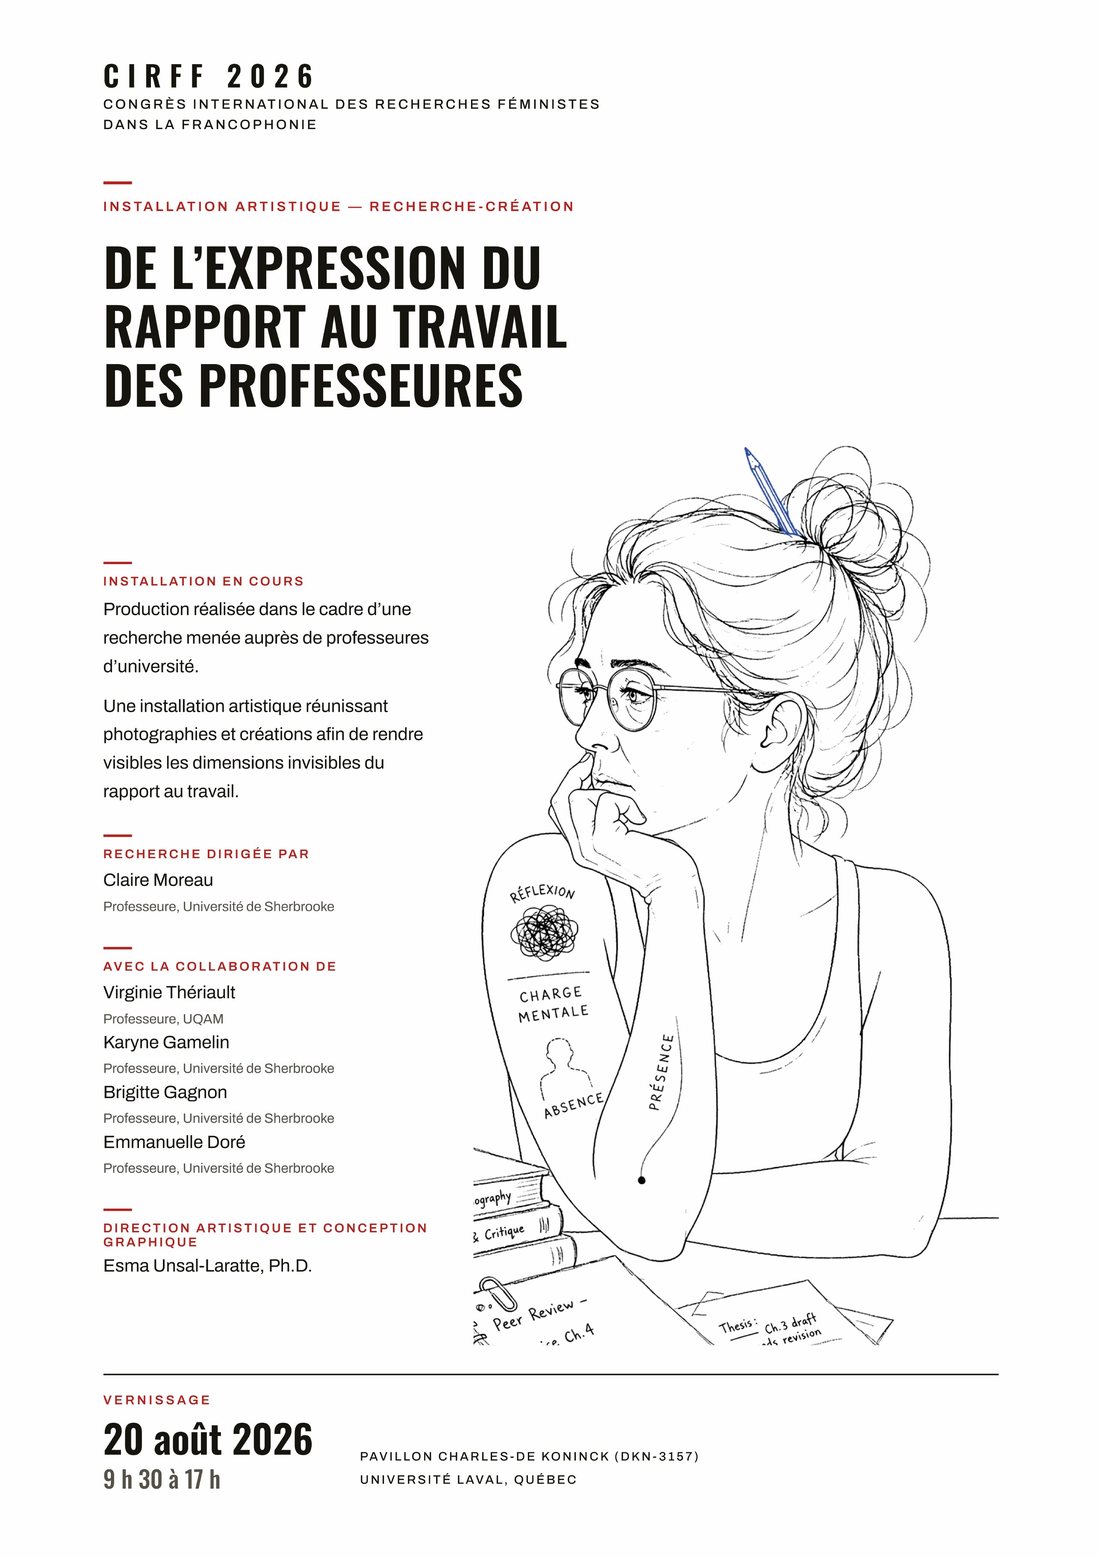 CIRFF 2026
CONGRÈS INTERNATIONAL DES RECHERCHES FÉMINISTES
DANS LA FRANCOPHONIE
INSTALLATION ARTISTIQUE — RECHERCHE-CRÉATION
DE L’EXPRESSION DU
RAPPORT AU TRAVAIL
DES PROFESSEURES
INSTALLATION EN COURS
Production réalisée dans le cadre d’une
recherche menée auprès de professeures
d’université.
Une installation artistique réunissant
photographies et créations afin de rendre
visibles les dimensions invisibles du
rapport au travail.
RECHERCHE DIRIGÉE PAR
Claire Moreau
Professeure, Université de Sherbrooke
AVEC LA COLLABORATION DE
Virginie Thériault
Professeure, UQAM
Karyne Gamelin
Professeure, Université de Sherbrooke
Brigitte Gagnon
Professeure, Université de Sherbrooke
Emmanuelle Doré
Professeure, Université de Sherbrooke
DIRECTION ARTISTIQUE ET CONCEPTION
GRAPHIQUE
Esma Unsal-Laratte, Ph.D.
RÉFLEXION
CHARGE
MENTALE
ABSENCE
PRÉSENCE
ography
& Critique
Peer Review –
Ch.4
Thesis: Ch.3 draft
ds revision
VERNISSAGE
20 août 2026
9 h 30 à 17 h
PAVILLON CHARLES-DE KONINCK (DKN-3157)
UNIVERSITÉ LAVAL, QUÉBEC